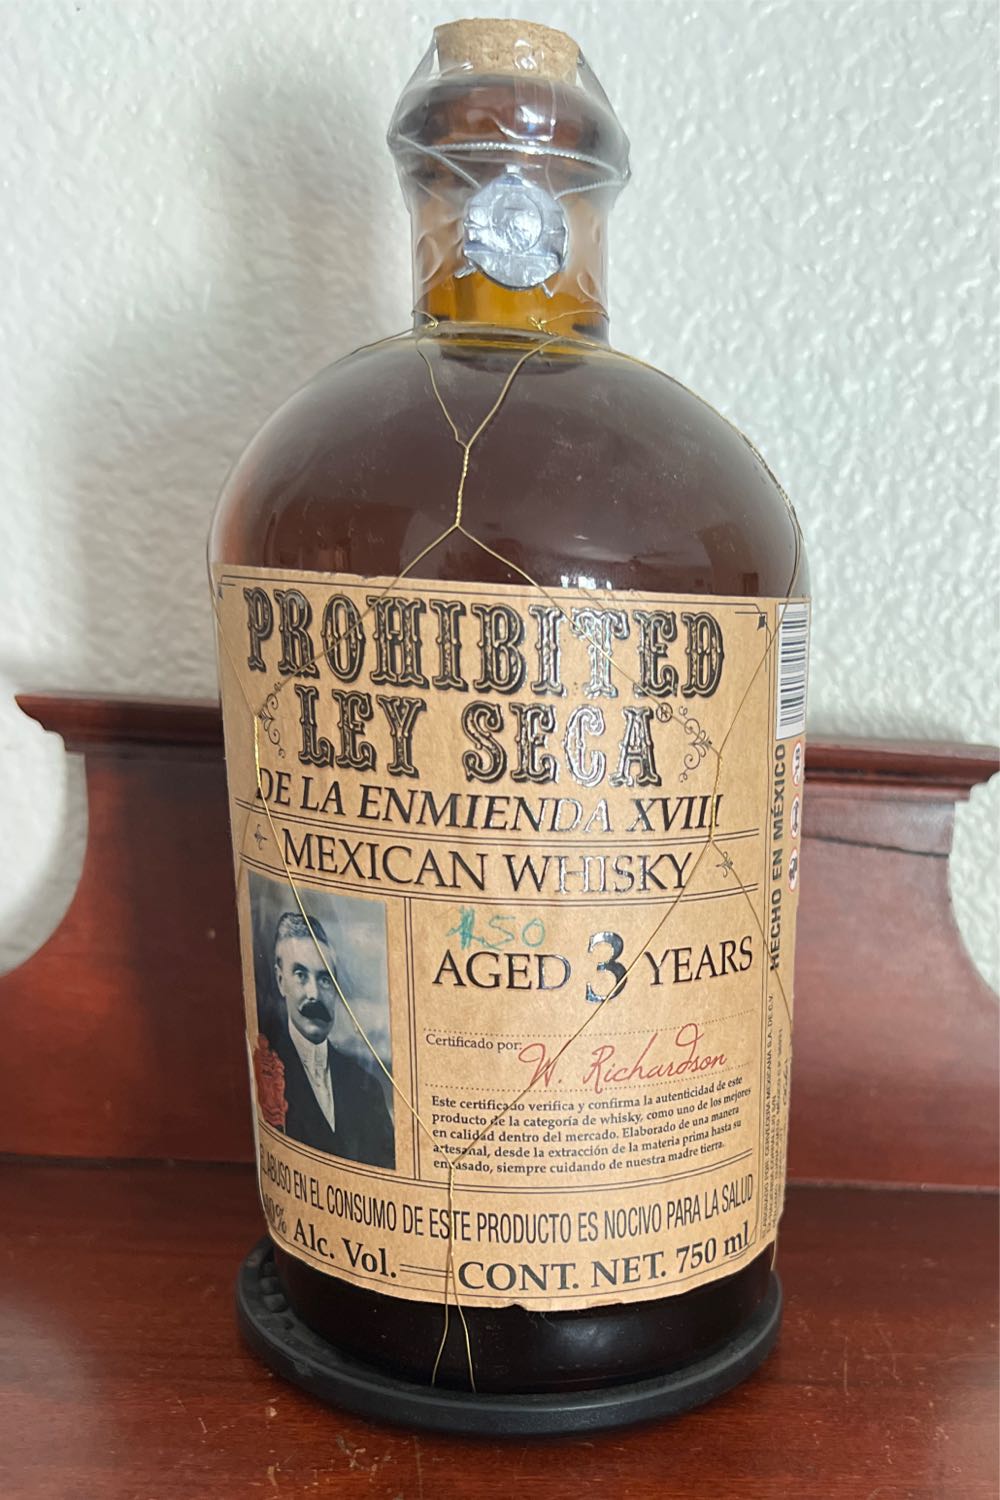 PROHIBITED
LEY SECA®
DE LA ENMIENDA XVIII
MEXICAN WHISKY
$50
AGED 3 YEARS
Certificado por: W. Richardson
Este certificado verifica y confirma la autenticidad de este
producto de la categoría de whisky, como uno de los mejores
en calidad dentro del mercado. Elaborado de una manera
artesanal, desde la extracción de la materia prima hasta su
envasado, siempre cuidando de nuestra madre tierra.
EL ABUSO EN EL CONSUMO DE ESTE PRODUCTO ES NOCIVO PARA LA SALUD
% Alc. Vol.
CONT. NET. 750 ml
HECHO EN MÉXICO
POR: CERVECERIA MEXICANA S.A. DE C.V.